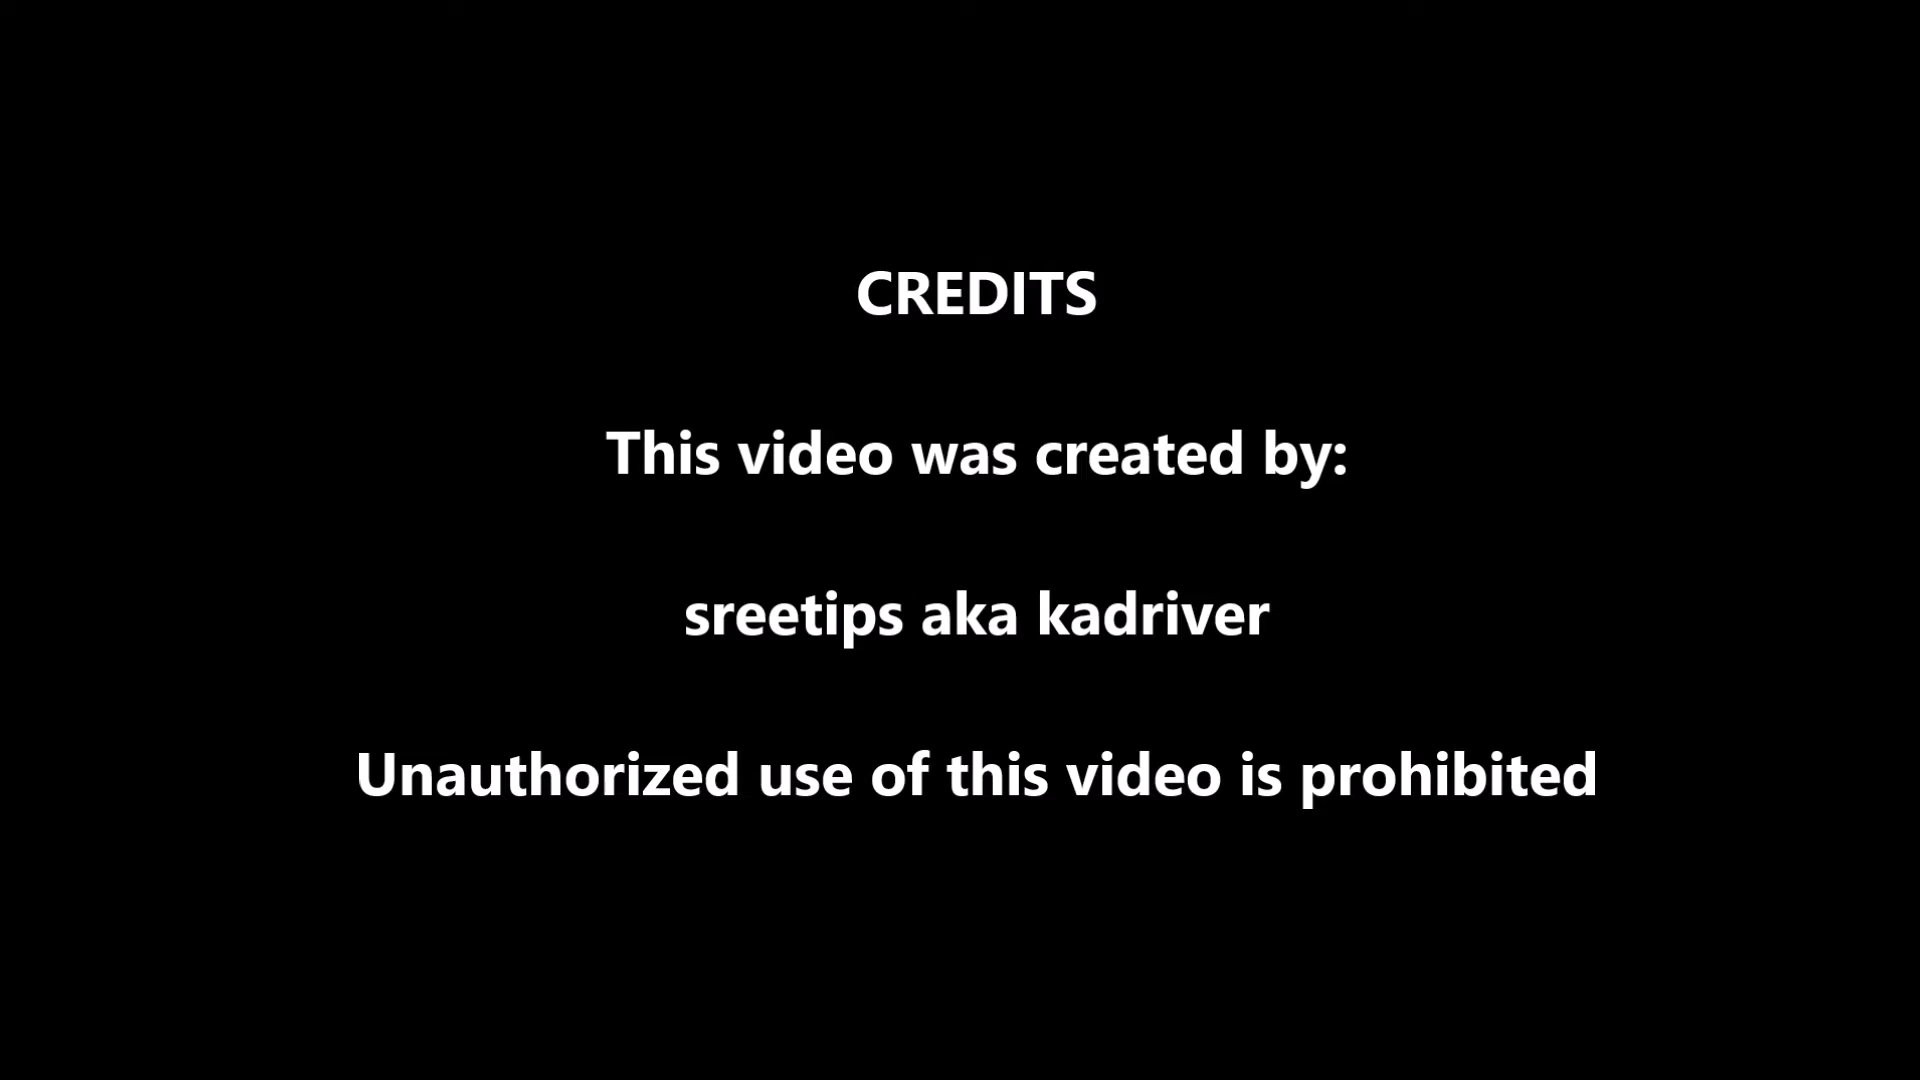 CREDITS
This video was created by:
sreetips aka kadriver
Unauthorized use of this video is prohibited